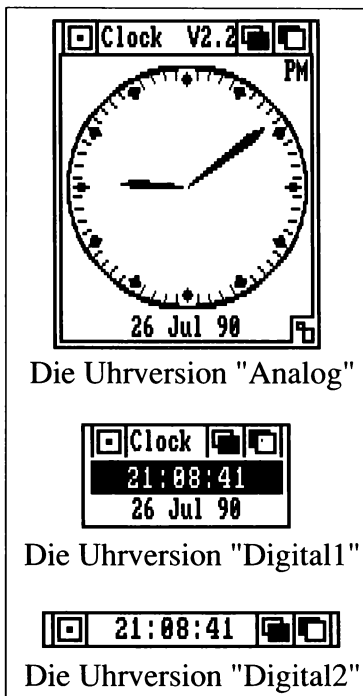 Clock V2.2
PM
26 Jul 90
Die Uhrversion "Analog"
Clock
21:08:41
26 Jul 90
Die Uhrversion "Digital1"
21:08:41
Die Uhrversion "Digital2"